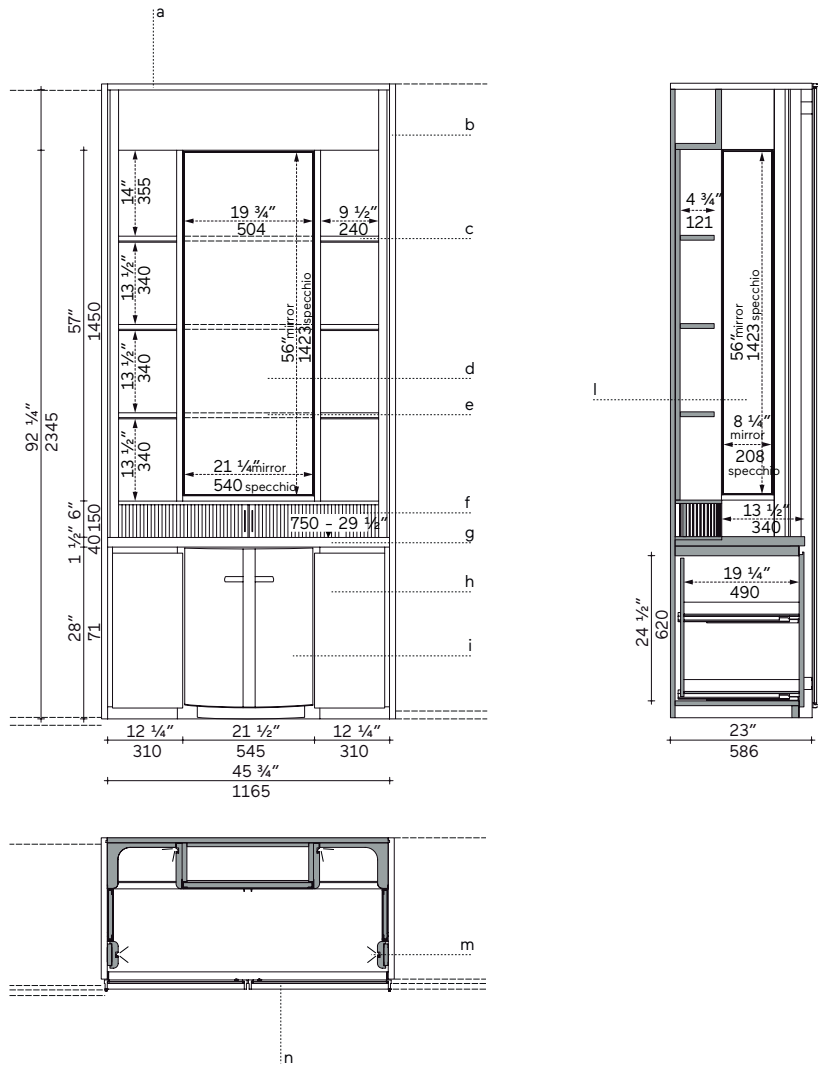 a
b
14”
355
19 ¾”
504
9 ½”
240
c
4 ¾”
121
13 ½”
340
57”
1450
56” mirror
1423 specchio
56” mirror
1423 specchio
13 ½”
340
d
l
e
92 ¼”
2345
13 ½”
340
8 ¼”
mirror
208
specchio
21 ¼” mirror
540 specchio
6”
150
f
750 - 29 ½”
13 ½”
340
1 ½”
40
g
h
19 ¼”
490
28”
71
24 ½”
620
i
12 ¼”
310
21 ½”
545
12 ¼”
310
23”
586
45 ¾”
1165
m
n